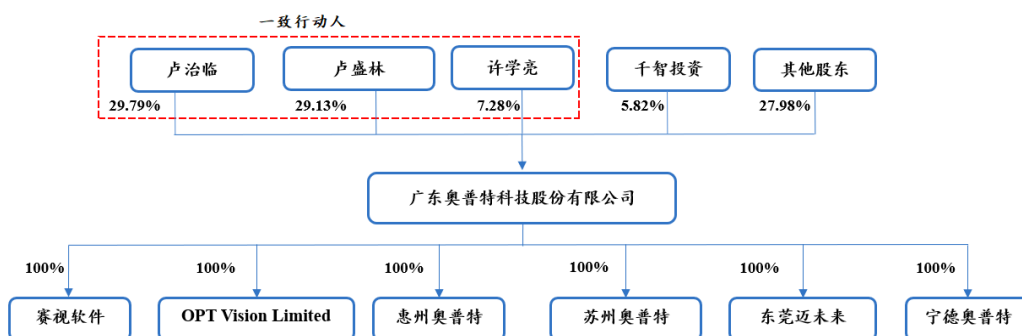 一致行动人
卢治临
卢盛林
许学亮
千智投资
其他股东
29.79%
29.13%
7.28%
5.82%
27.98%
广东奥普特科技股份有限公司
100%
100%
100%
100%
100%
100%
赛视软件
OPT Vision Limited
惠州奥普特
苏州奥普特
东莞迈未来
宁德奥普特